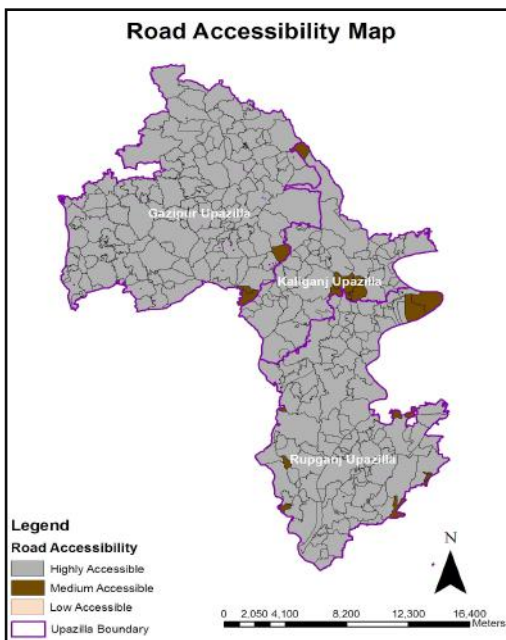 Road Accessibility Map
Gazipur Upazilla
Kaliganj Upazilla
Rupganj Upazilla
Legend
Road Accessibility
Highly Accessible
Medium Accessible
Low Accessible
Upazilla Boundary
N
0 2,050 4,100 8,200 12,300 16,400
Meters